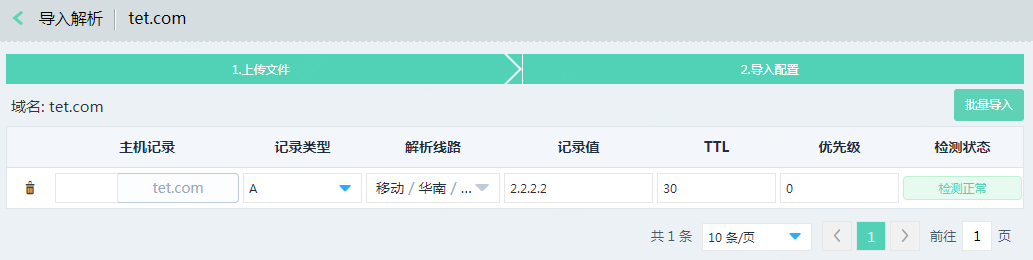 导入解析 tet.com
1.上传文件 2.导入配置
域名: tet.com 批量导入
主机记录 记录类型 解析线路 记录值 TTL 优先级 检测状态
tet.com A 移动 / 华南 / ... 2.2.2.2 30 0 检测正常
共 1 条 10 条/页 1 前往 1 页